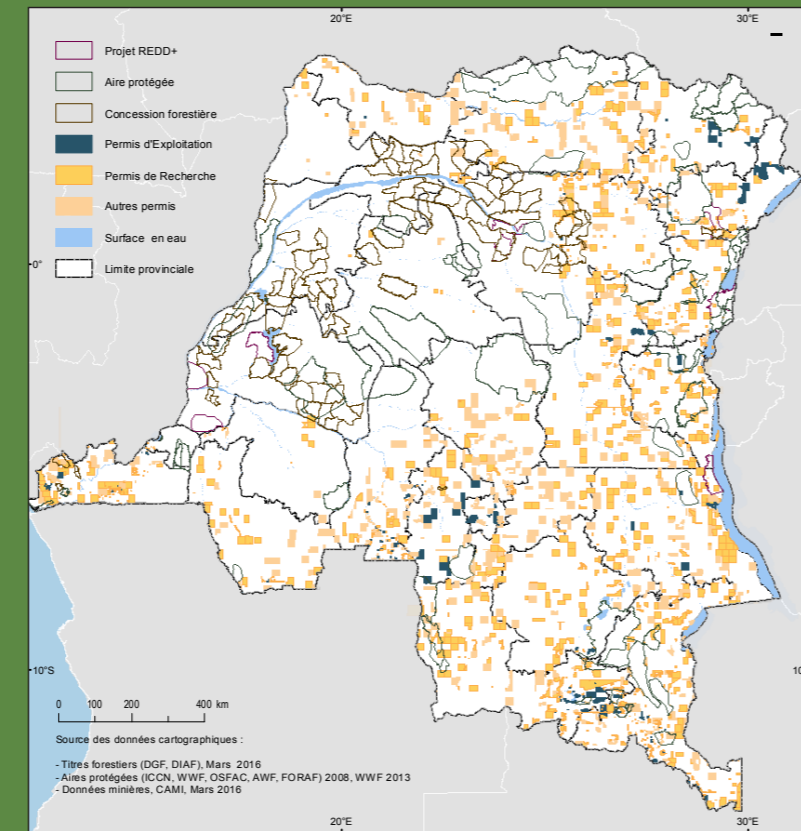 20°E
30°E
Projet REDD+
Aire protégée
Concession forestière
Permis d'Exploitation
Permis de Recherche
Autres permis
Surface en eau
Limite provinciale
0°
10°S
10
0 100 200 400 km
Source des données cartographiques :
- Titres forestiers (DGF, DIAF), Mars 2016
- Aires protégées (ICCN, WWF, OSFAC, AWF, FORAF) 2008, WWF 2013
- Données minières, CAMI, Mars 2016
20°E
30°E